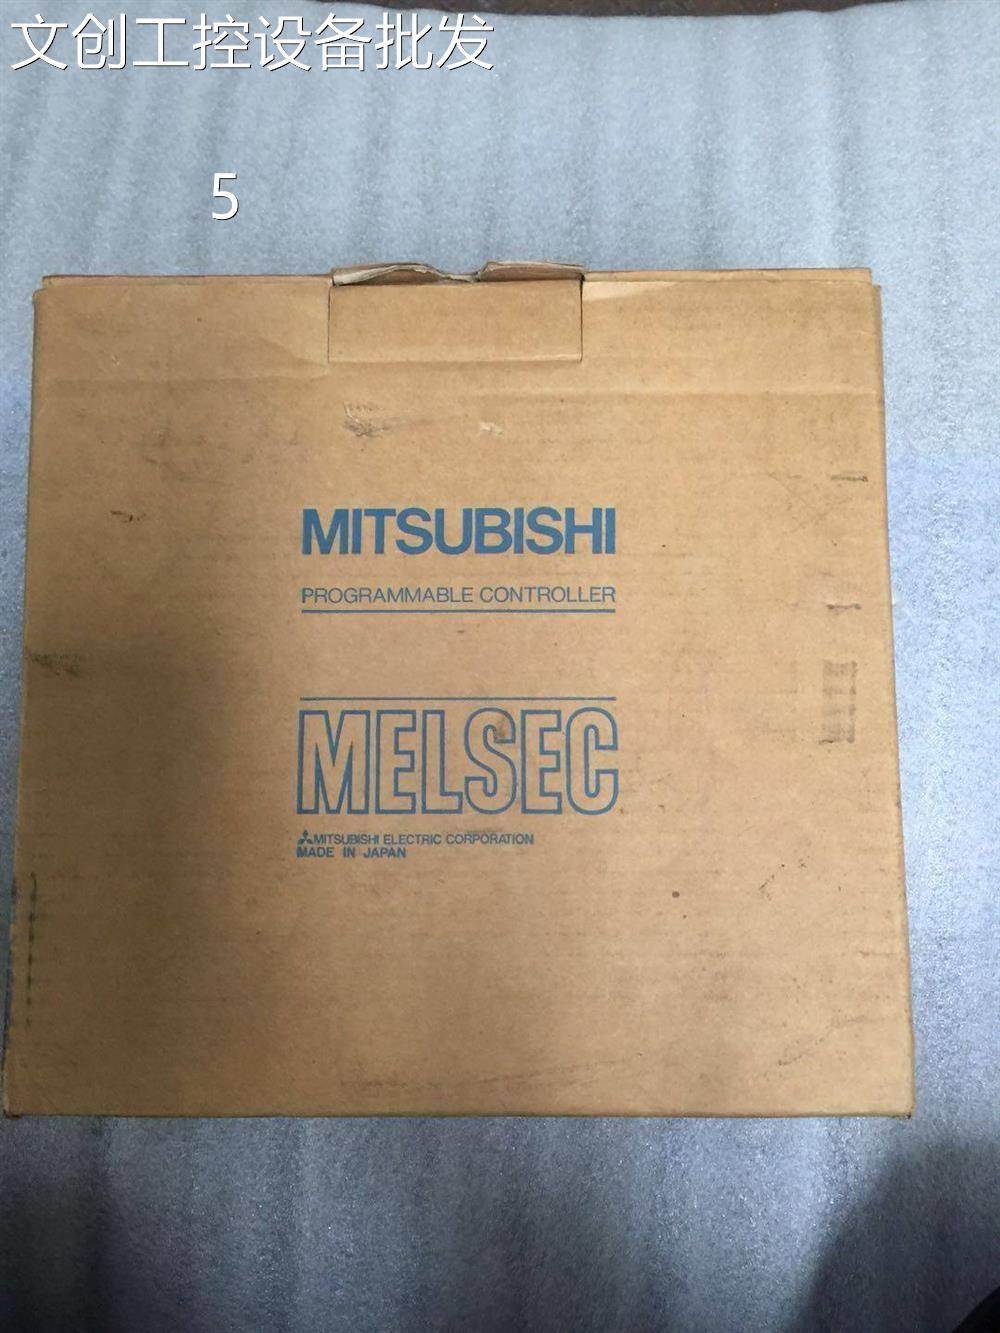 文创工控设备批发
5
MITSUBISHI
PROGRAMMABLE CONTROLLER
MELSEC
MITSUBISHI ELECTRIC CORPORATION
MADE IN JAPAN